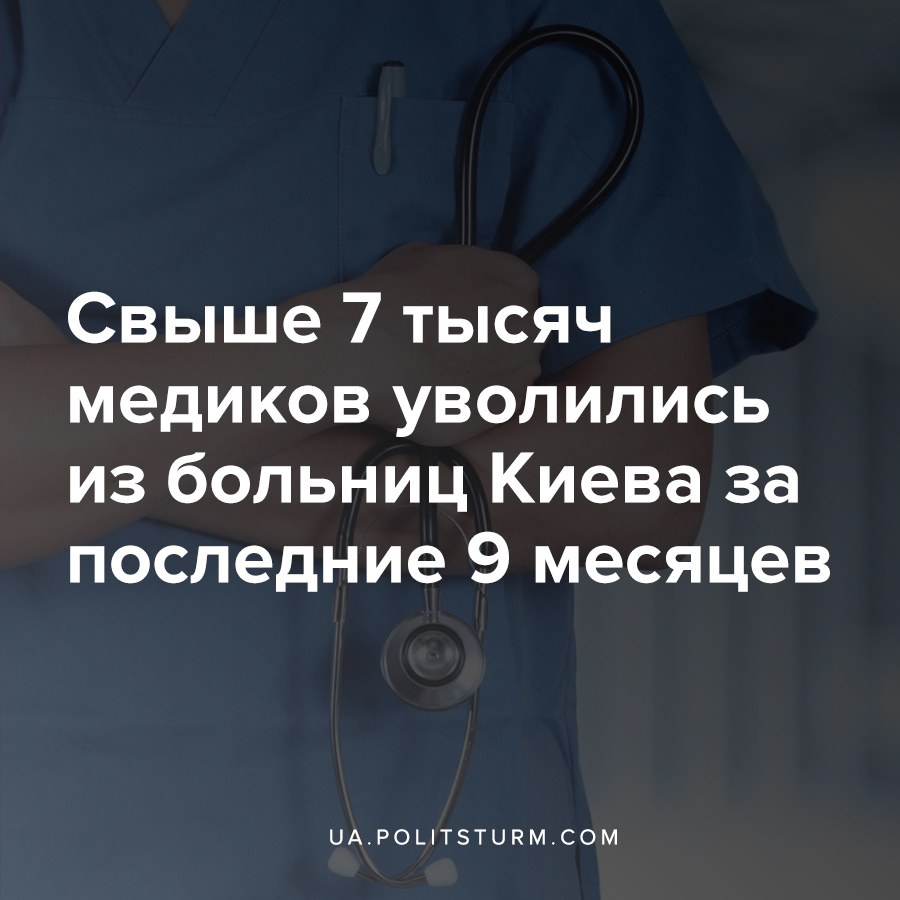 Свыше 7 тысяч
медиков уволились
из больниц Киева за
последние 9 месяцев
UA.POLITSTURM.COM